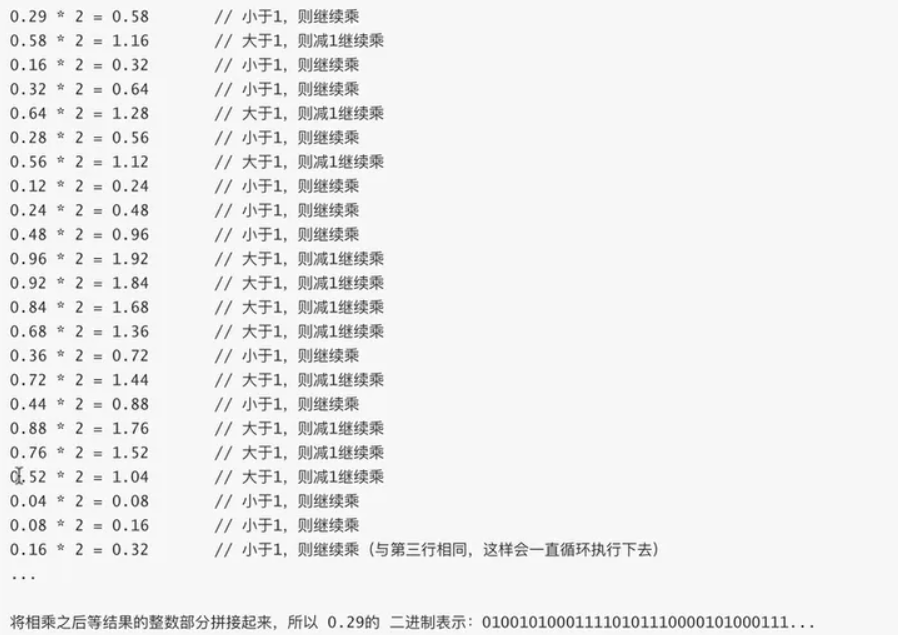 0.29 * 2 = 0.58 // 小于1，则继续乘
0.58 * 2 = 1.16 // 大于1，则减1继续乘
0.16 * 2 = 0.32 // 小于1，则继续乘
0.32 * 2 = 0.64 // 小于1，则继续乘
0.64 * 2 = 1.28 // 大于1，则减1继续乘
0.28 * 2 = 0.56 // 小于1，则继续乘
0.56 * 2 = 1.12 // 大于1，则减1继续乘
0.12 * 2 = 0.24 // 小于1，则继续乘
0.24 * 2 = 0.48 // 小于1，则继续乘
0.48 * 2 = 0.96 // 小于1，则继续乘
0.96 * 2 = 1.92 // 大于1，则减1继续乘
0.92 * 2 = 1.84 // 大于1，则减1继续乘
0.84 * 2 = 1.68 // 大于1，则减1继续乘
0.68 * 2 = 1.36 // 大于1，则减1继续乘
0.36 * 2 = 0.72 // 小于1，则继续乘
0.72 * 2 = 1.44 // 大于1，则减1继续乘
0.44 * 2 = 0.88 // 小于1，则继续乘
0.88 * 2 = 1.76 // 大于1，则减1继续乘
0.76 * 2 = 1.52 // 大于1，则减1继续乘
0.52 * 2 = 1.04 // 大于1，则减1继续乘
0.04 * 2 = 0.08 // 小于1，则继续乘
0.08 * 2 = 0.16 // 小于1，则继续乘
0.16 * 2 = 0.32 // 小于1，则继续乘（与第三行相同，这样会一直循环执行下去）
...
将相乘之后等结果的整数部分拼接起来，所以 0.29的 二进制表示：010010100011110101110000101000111...